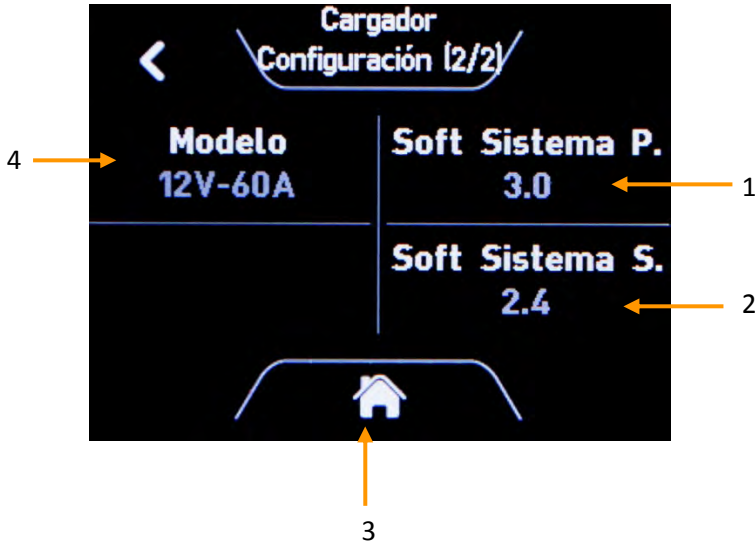 Cargador
Configuración (2/2)
Modelo
12V-60A
Soft Sistema P.
3.0
Soft Sistema S.
2.4
4
1
2
3